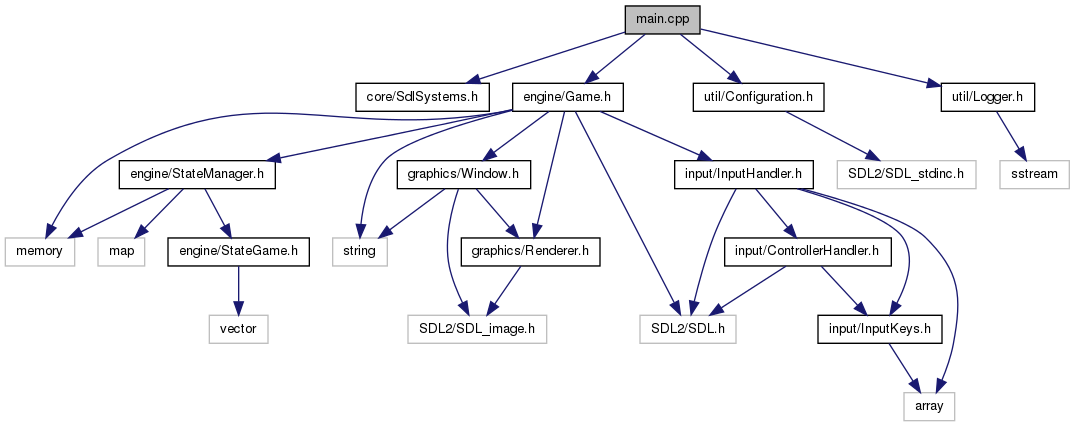 main.cpp
core/SdlSystems.h
engine/Game.h
util/Configuration.h
util/Logger.h
engine/StateManager.h
graphics/Window.h
input/InputHandler.h
SDL2/SDL_stdinc.h
sstream
memory
map
engine/StateGame.h
string
graphics/Renderer.h
input/ControllerHandler.h
vector
SDL2/SDL_image.h
SDL2/SDL.h
input/InputKeys.h
array